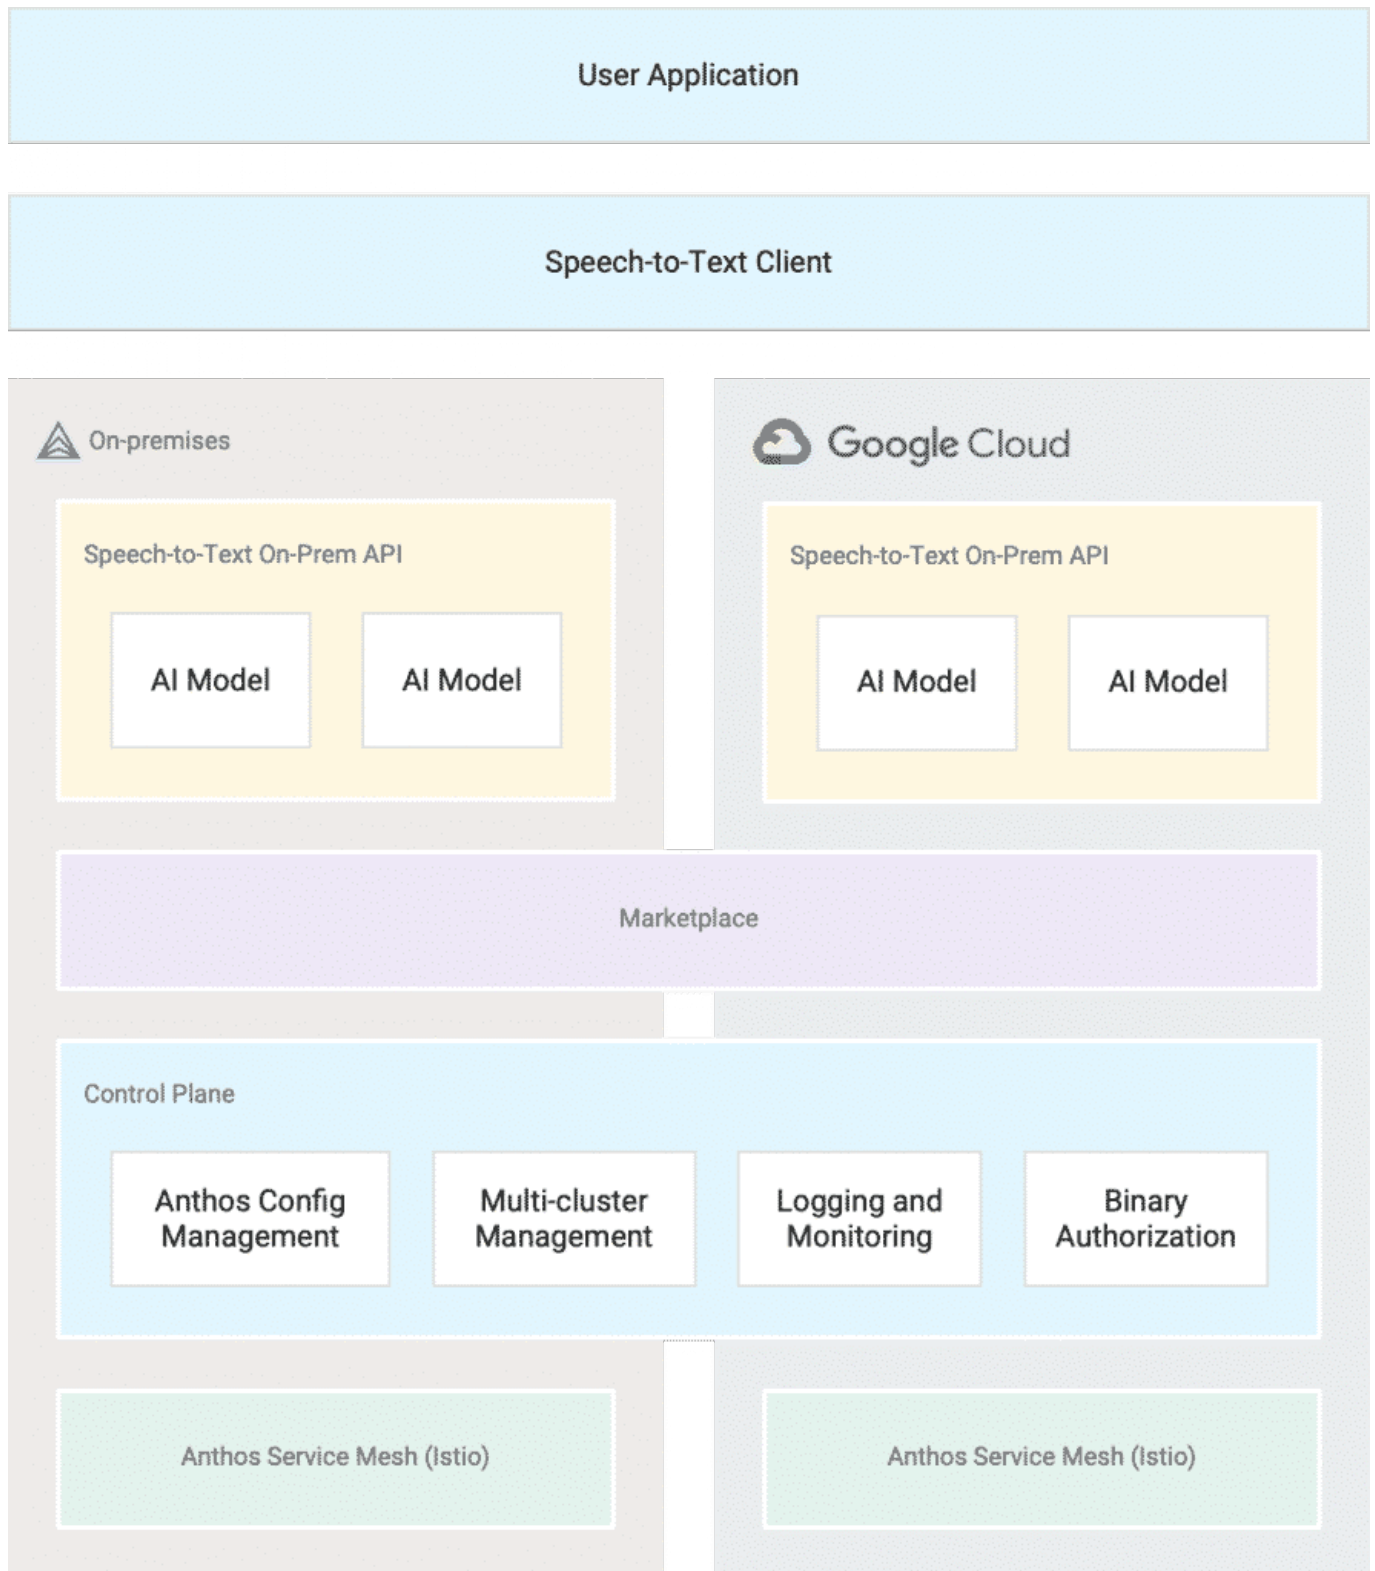 User Application
Speech-to-Text Client
On-premises
Google Cloud
Speech-to-Text On-Prem API
Speech-to-Text On-Prem API
AI Model
AI Model
AI Model
AI Model
Marketplace
Control Plane
Anthos Config
Management
Multi-cluster
Management
Logging and
Monitoring
Binary
Authorization
Anthos Service Mesh (Istio)
Anthos Service Mesh (Istio)